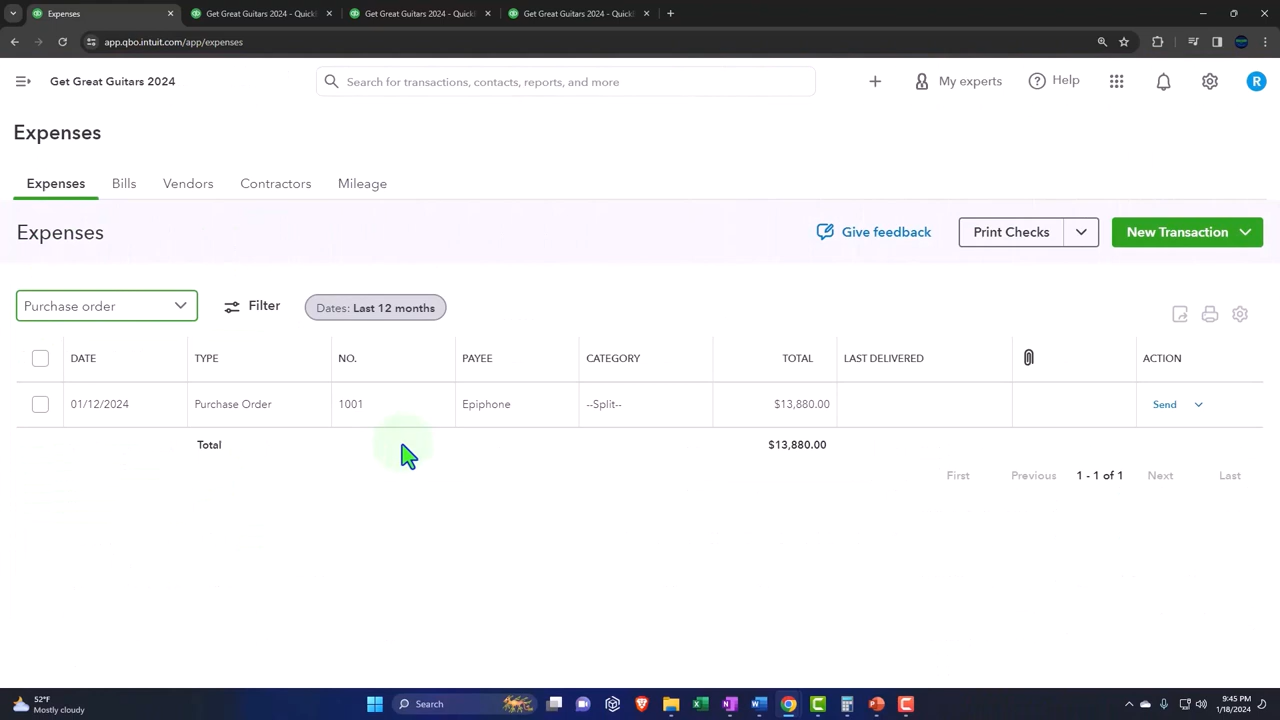 Expenses
Get Great Guitars 2024 - Quick
Get Great Guitars 2024 - Quick
Get Great Guitars 2024 - Quick
app.qbo.intuit.com/app/expenses
Get Great Guitars 2024
Search for transactions, contacts, reports, and more
My experts
Help
R
Expenses
Expenses Bills Vendors Contractors Mileage
Expenses
Give feedback
Print Checks
New Transaction
Purchase order
Filter
Dates: Last 12 months
DATE TYPE NO. PAYEE CATEGORY TOTAL LAST DELIVERED ACTION
01/12/2024 Purchase Order 1001 Epiphone --Split-- $13,880.00 Send
Total $13,880.00
First Previous 1 - 1 of 1 Next Last
52°F
Mostly cloudy
Search
9:45 PM
1/18/2024